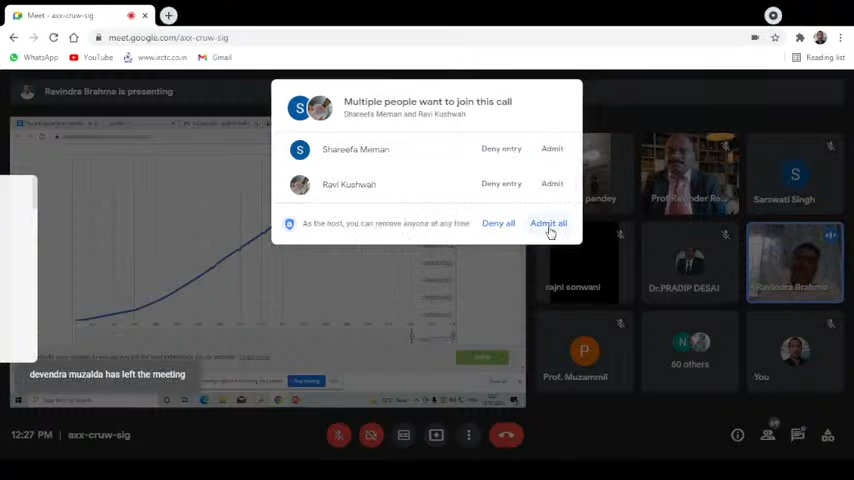 Meet - axx-cruw-sig
meet.google.com/axx-cruw-sig
WhatsApp YouTube www.irctc.co.in Gmail Reading list
Ravindra Brahme is presenting
Multiple people want to join this call
Shareefa Meman and Ravi Kushwah
S Shareefa Meman Deny entry Admit
Ravi Kushwah Deny entry Admit
As the host, you can remove anyone at any time Deny all Admit all
pandey
Prof Ravinder Ro...
S
Sarswati Singh
rajni sonwani
Dr.PRADIP DESAI
Ravindra Brahme
P
Prof. Muzammil
N
60 others
You
devendra muzalda has left the meeting
12:27 PM axx-cruw-sig
69